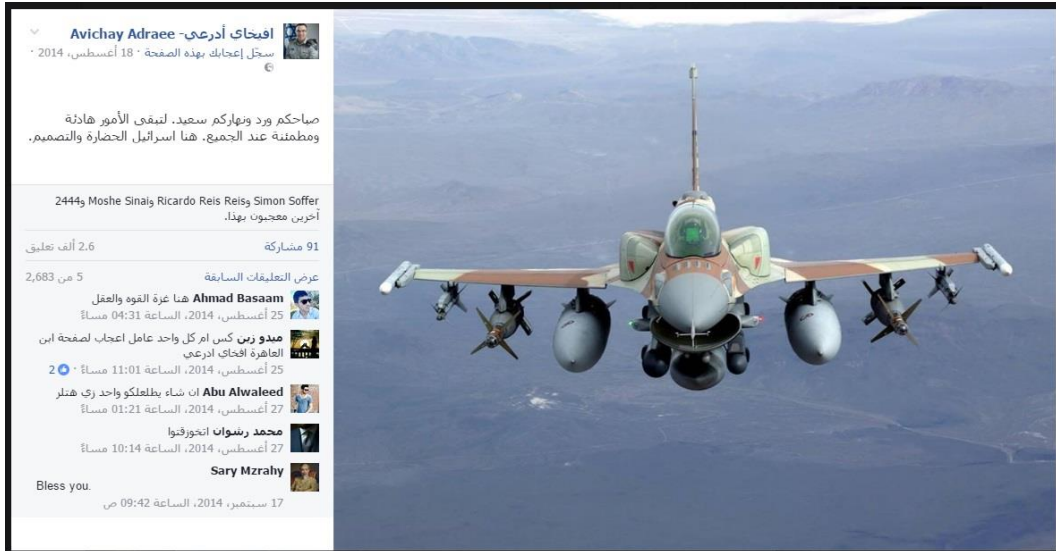 افيخاي أدرعي- Avichay Adraee
سجّل إعجابك بهذه الصفحة · 18 أغسطس، 2014 ·
صباحكم ورد ونهاركم سعيد. لتبقى الأمور هادئة
ومطمئنة عند الجميع. هنا اسرائيل الحضارة والتصميم.
Simon Soffer وRicardo Reis Reis وMoshe Sinai و2444
آخرين معجبون بهذا.
91 مشاركة 2.6 ألف تعليق
عرض التعليقات السابقة 5 من 2,683
Ahmad Basaam هنا غزة القوه والعقل
25 أغسطس، 2014، الساعة 04:31 مساءً
ميدو زين كس ام كل واحد عامل اعجاب لصفحة ابن
العاهرة افخاي ادرعي
25 أغسطس، 2014، الساعة 11:01 مساءً · 2
Abu Alwaleed ان شاء يطلعلكو واحد زي هتلر
27 أغسطس، 2014، الساعة 01:21 مساءً
محمد رشوان اتخوزقتوا
27 أغسطس، 2014، الساعة 10:14 مساءً
Sary Mzrahy
Bless you.
17 سبتمبر، 2014، الساعة 09:42 ص